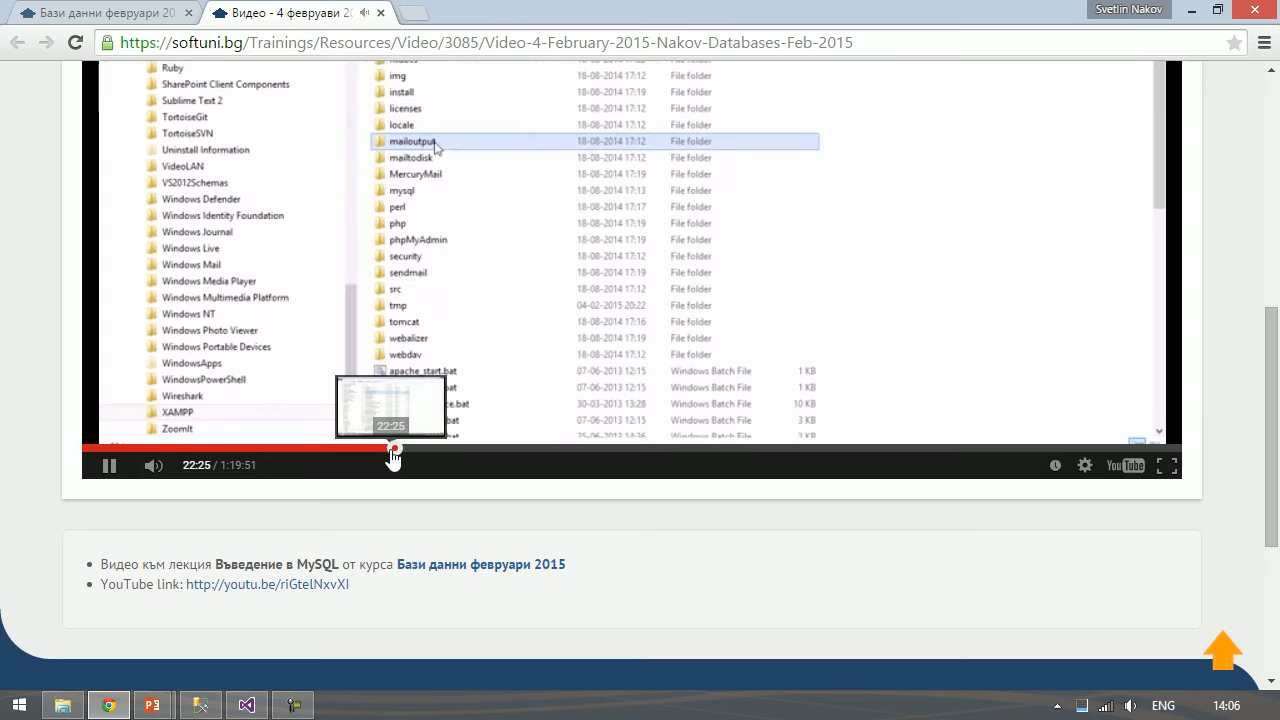 Бази данни февруари 20
Видео - 4 февруари 20
Svetlin Nakov
https://softuni.bg/Trainings/Resources/Video/3085/Video-4-February-2015-Nakov-Databases-Feb-2015
Ruby
SharePoint Client Components
Sublime Text 2
TortoiseGit
TortoiseSVN
Uninstall Information
VideoLAN
VS2012Schemas
Windows Defender
Windows Identity Foundation
Windows Journal
Windows Live
Windows Mail
Windows Media Player
Windows Multimedia Platform
Windows NT
Windows Photo Viewer
Windows Portable Devices
WindowsApps
WindowsPowerShell
Wireshark
XAMPP
ZoomIt
img 18-08-2014 17:12 File folder
install 18-08-2014 17:19 File folder
licenses 18-08-2014 17:12 File folder
locale 18-08-2014 17:12 File folder
mailoutput 18-08-2014 17:12 File folder
mailtodisk 18-08-2014 17:12 File folder
MercuryMail 18-08-2014 17:19 File folder
mysql 18-08-2014 17:13 File folder
perl 18-08-2014 17:17 File folder
php 18-08-2014 17:19 File folder
phpMyAdmin 18-08-2014 17:19 File folder
security 18-08-2014 17:12 File folder
sendmail 18-08-2014 17:19 File folder
src 18-08-2014 17:12 File folder
tmp 04-02-2015 20:22 File folder
tomcat 18-08-2014 17:16 File folder
webalizer 18-08-2014 17:19 File folder
webdav 18-08-2014 17:12 File folder
apache_start.bat 07-06-2013 12:15 Windows Batch File 1 KB
bat 07-06-2013 12:15 Windows Batch File 1 KB
ce.bat 30-03-2013 13:28 Windows Batch File 10 KB
bat 07-06-2013 12:15 Windows Batch File 3 KB
Windows Batch File 1 KB
22:25
22:25 / 1:19:51
YouTube
Видео към лекция Въведение в MySQL от курса Бази данни февруари 2015
YouTube link: http://youtu.be/riGtelNxvXI
ENG 14:06